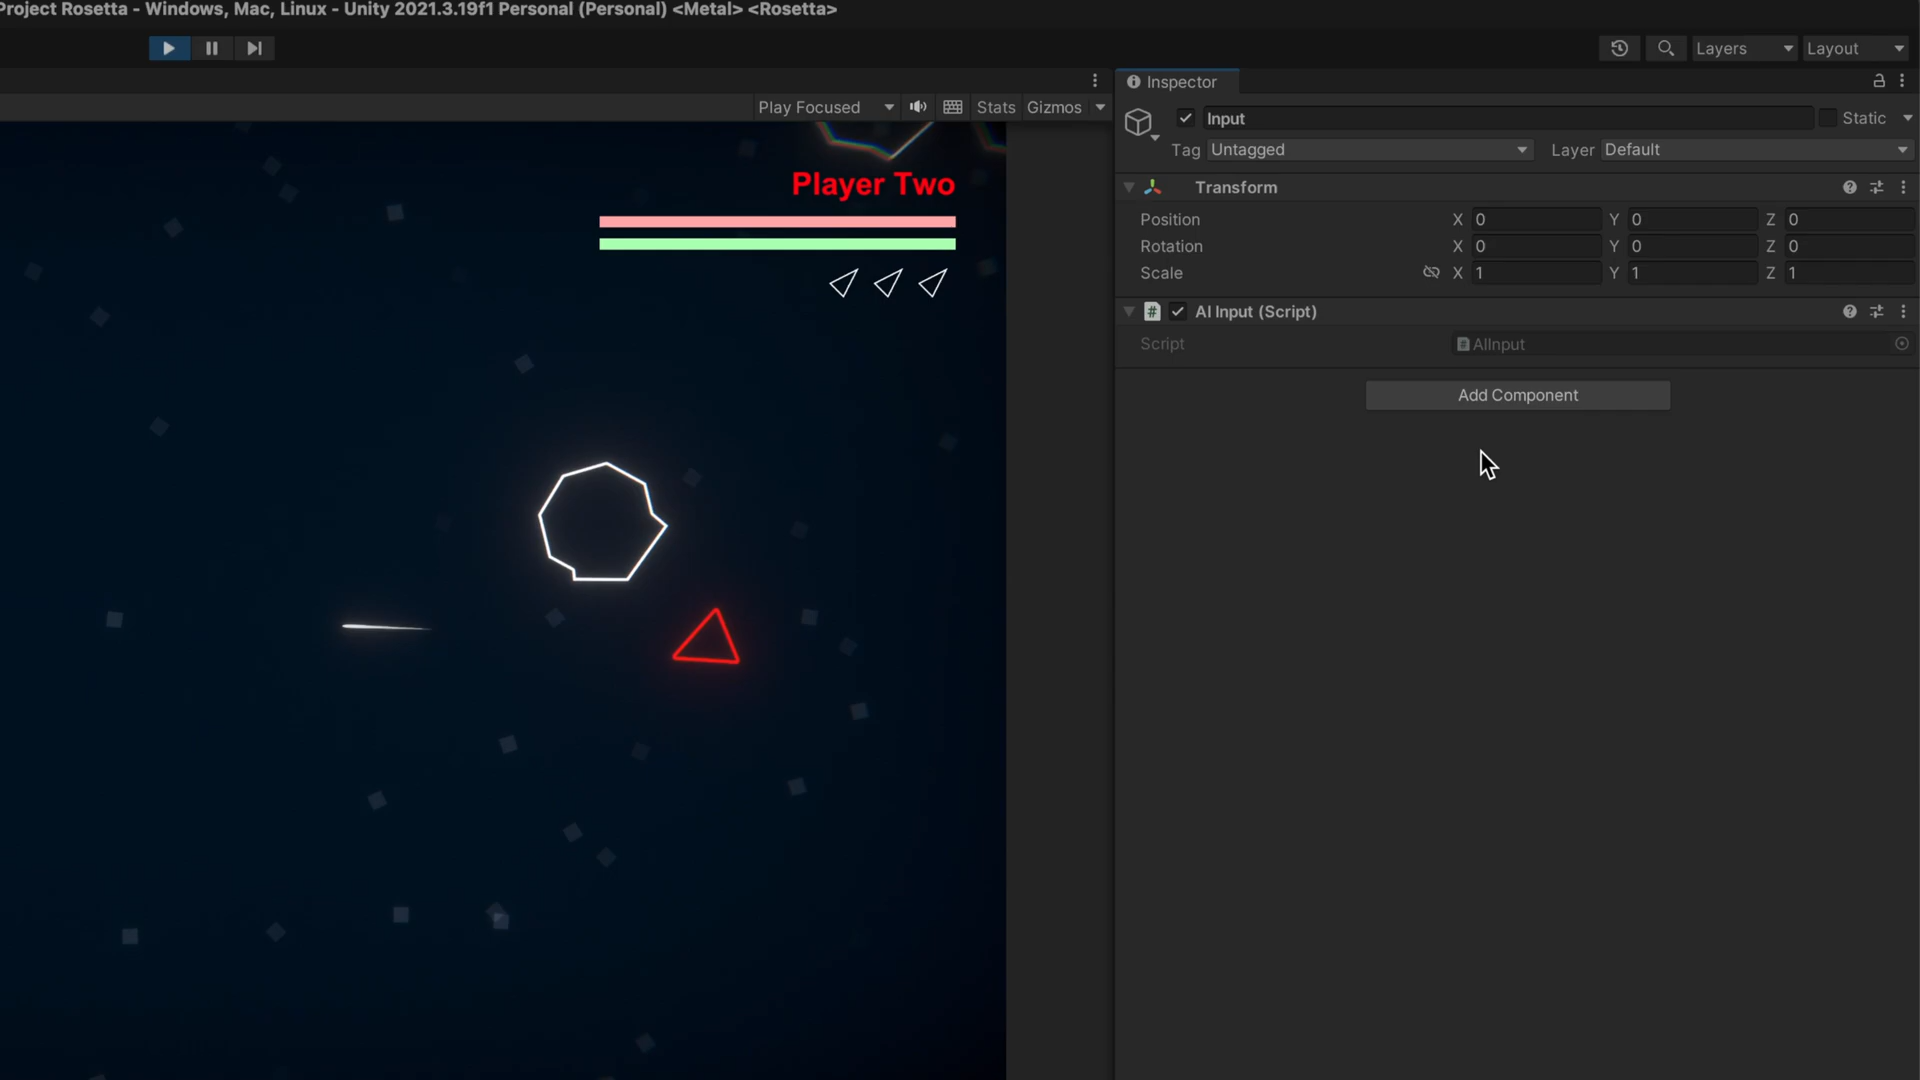 Project Rosetta - Windows, Mac, Linux - Unity 2021.3.19f1 Personal (Personal) <Metal> <Rosetta>
Layers
Layout
Inspector
Play Focused
Stats
Gizmos
Input
Static
Tag
Untagged
Layer
Default
Player Two
Transform
Position X 0 Y 0 Z 0
Rotation X 0 Y 0 Z 0
Scale X 1 Y 1 Z 1
# AI Input (Script)
Script
AIInput
Add Component